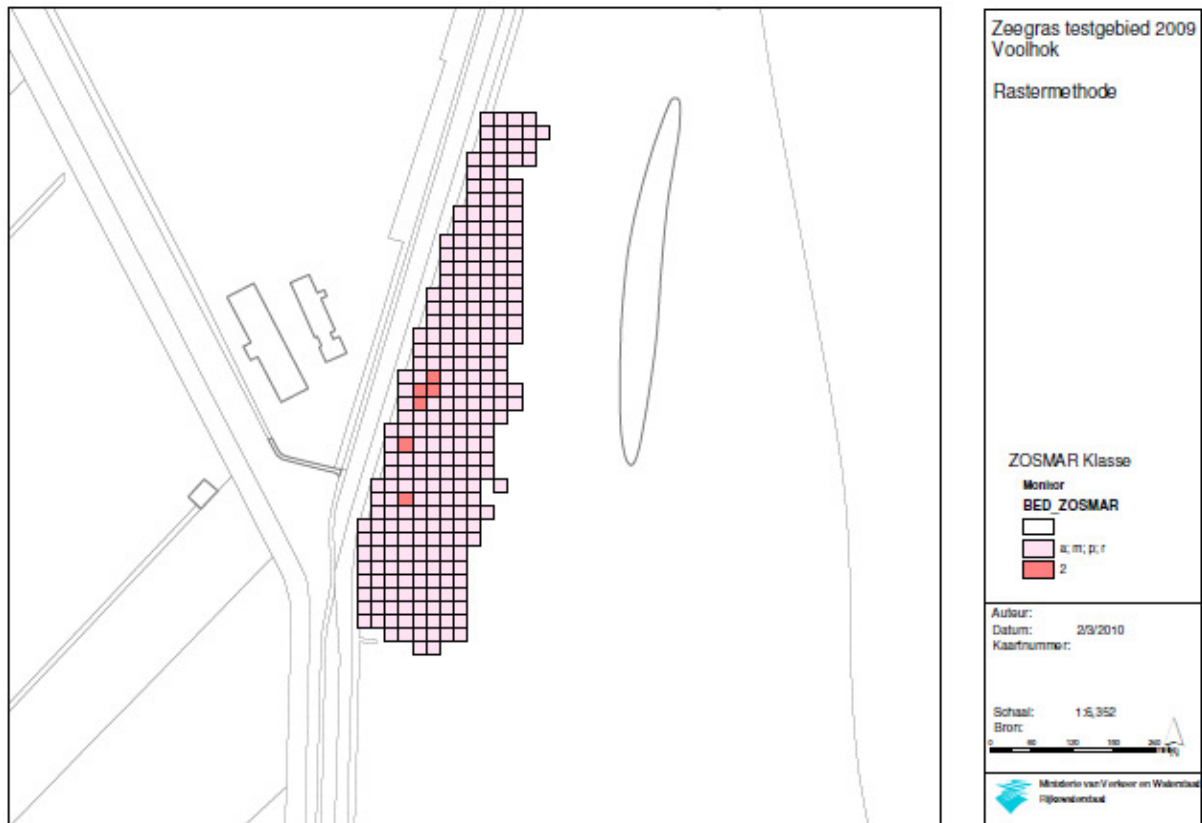 Zeegras testgebied 2009
Voolhok
Rastermethode
ZOSMAR Klasse
Monitor
BED_ZOSMAR
a; m; p; r
2
Auteur:
Datum: 2/3/2010
Kaartnummer:
Schaal: 1:6,352
Bron:
0 60 120 240
N
Ministerie van Verkeer en Waterstaat
Rijkswaterstaat